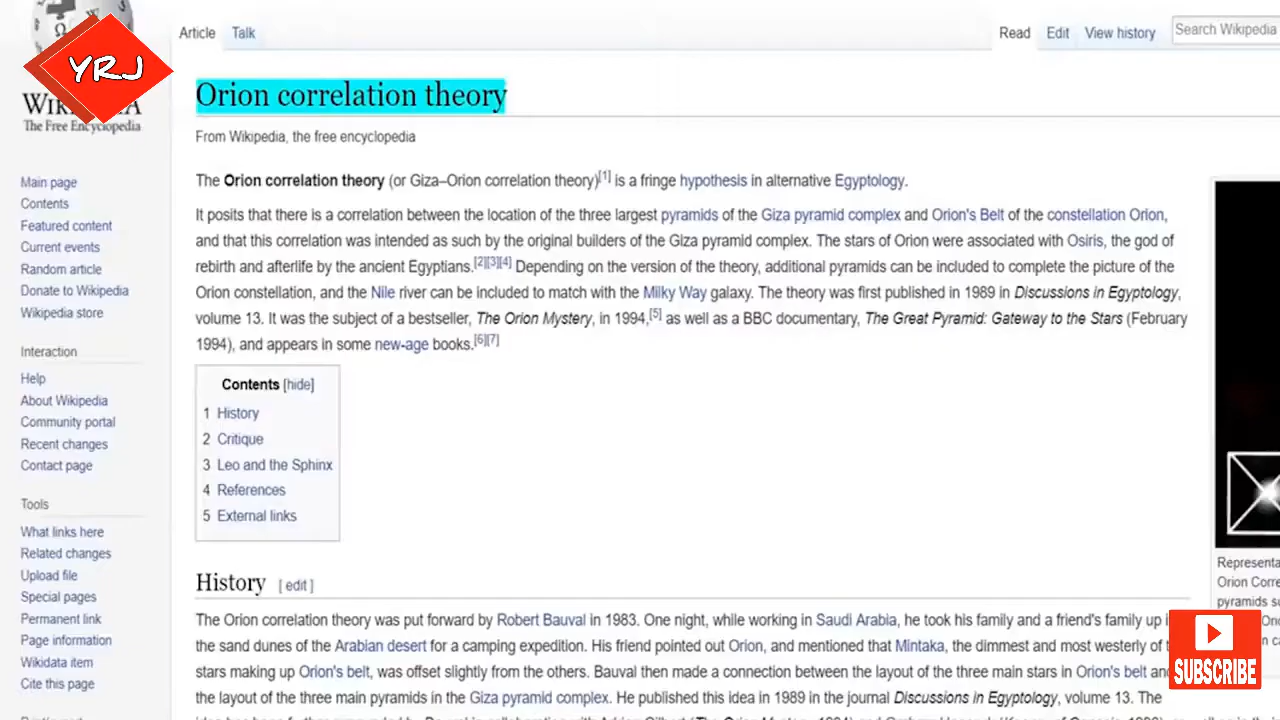 Article Talk Read Edit View history Search Wikipedia
YRJ
WIKIPEDIA
The Free Encyclopedia
Orion correlation theory
From Wikipedia, the free encyclopedia
The Orion correlation theory (or Giza–Orion correlation theory)[1] is a fringe hypothesis in alternative Egyptology.
It posits that there is a correlation between the location of the three largest pyramids of the Giza pyramid complex and Orion's Belt of the constellation Orion,
and that this correlation was intended as such by the original builders of the Giza pyramid complex. The stars of Orion were associated with Osiris, the god of
rebirth and afterlife by the ancient Egyptians.[2][3][4] Depending on the version of the theory, additional pyramids can be included to complete the picture of the
Orion constellation, and the Nile river can be included to match with the Milky Way galaxy. The theory was first published in 1989 in Discussions in Egyptology,
volume 13. It was the subject of a bestseller, The Orion Mystery, in 1994,[5] as well as a BBC documentary, The Great Pyramid: Gateway to the Stars (February
1994), and appears in some new-age books.[6][7]
Main page
Contents
Featured content
Current events
Random article
Donate to Wikipedia
Wikipedia store
Interaction
Help
About Wikipedia
Community portal
Recent changes
Contact page
Tools
What links here
Related changes
Upload file
Special pages
Permanent link
Page information
Wikidata item
Cite this page
Contents [hide]
1 History
2 Critique
3 Leo and the Sphinx
4 References
5 External links
History [ edit ]
The Orion correlation theory was put forward by Robert Bauval in 1983. One night, while working in Saudi Arabia, he took his family and a friend's family up
the sand dunes of the Arabian desert for a camping expedition. His friend pointed out Orion, and mentioned that Mintaka, the dimmest and most westerly of
stars making up Orion's belt, was offset slightly from the others. Bauval then made a connection between the layout of the three main stars in Orion's belt and
the layout of the three main pyramids in the Giza pyramid complex. He published this idea in 1989 in the journal Discussions in Egyptology, volume 13. The
Representa
Orion Corre
pyramids su
SUBSCRIBE